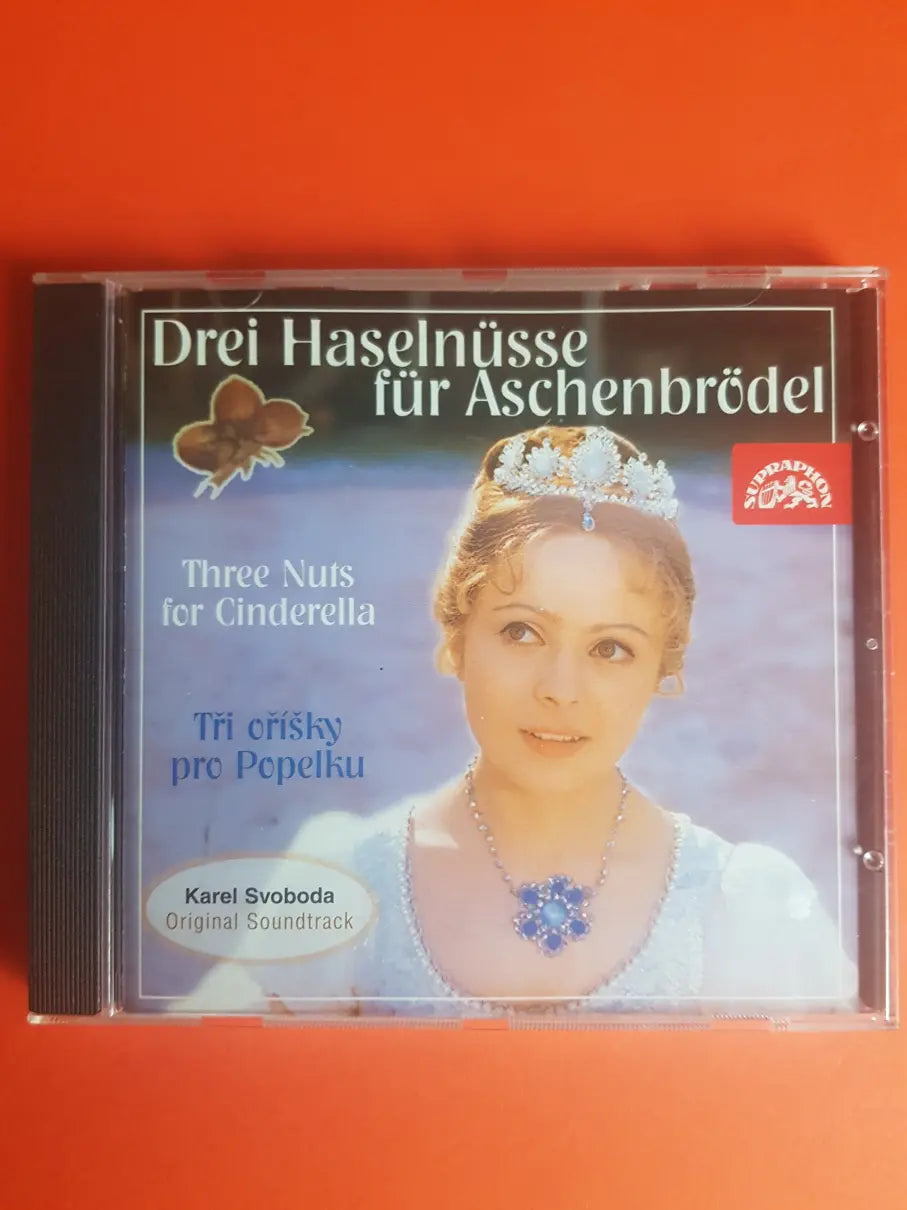 Drei Haselnüsse
für Aschenbrödel
SUPRAPHON
Three Nuts
for Cinderella
Tři oříšky
pro Popelku
Karel Svoboda
Original Soundtrack